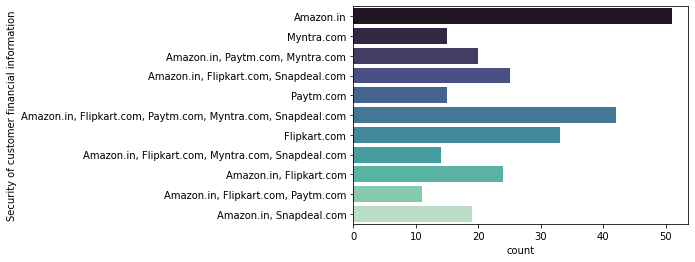 Security of customer financial information
Amazon.in
Myntra.com
Amazon.in, Paytm.com, Myntra.com
Amazon.in, Flipkart.com, Snapdeal.com
Paytm.com
Amazon.in, Flipkart.com, Paytm.com, Myntra.com, Snapdeal.com
Flipkart.com
Amazon.in, Flipkart.com, Myntra.com, Snapdeal.com
Amazon.in, Flipkart.com
Amazon.in, Flipkart.com, Paytm.com
Amazon.in, Snapdeal.com
0 10 20 30 40 50
count